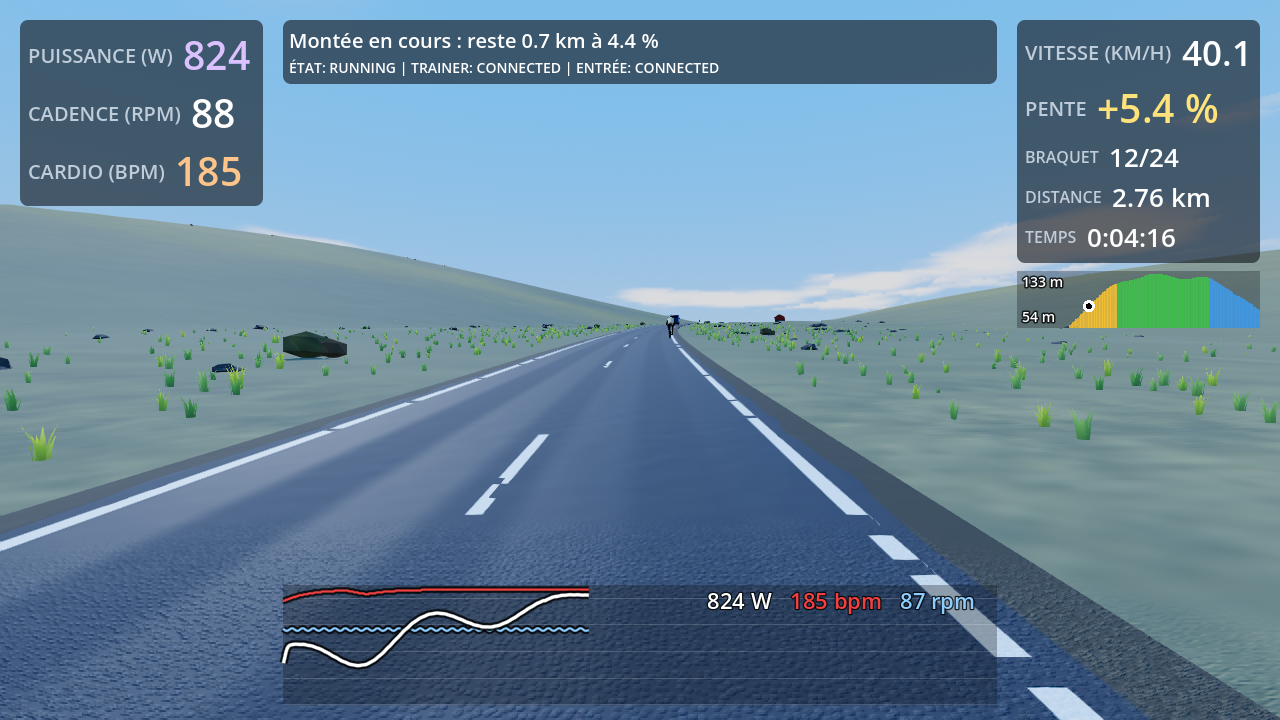 PUISSANCE (W) 824
CADENCE (RPM) 88
CARDIO (BPM) 185
Montée en cours : reste 0.7 km à 4.4 %
ÉTAT: RUNNING | TRAINER: CONNECTED | ENTRÉE: CONNECTED
VITESSE (KM/H) 40.1
PENTE +5.4 %
BRAQUET 12/24
DISTANCE 2.76 km
TEMPS 0:04:16
133 m
54 m
824 W 185 bpm 87 rpm